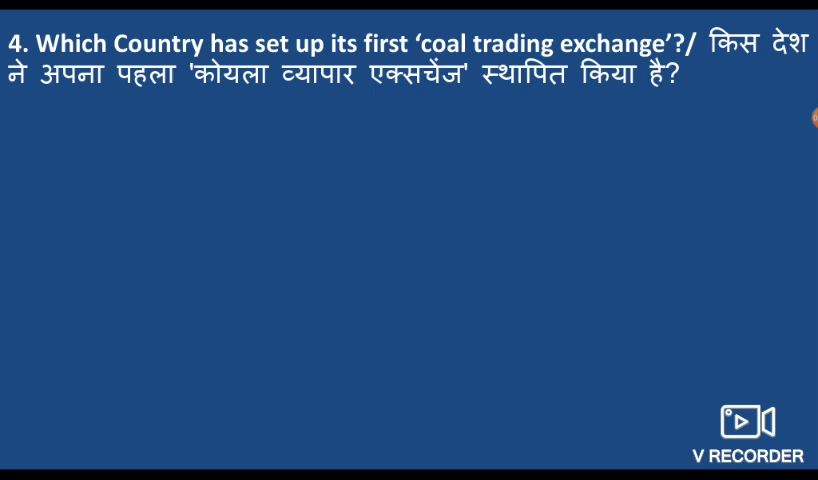 4. Which Country has set up its first ‘coal trading exchange’?/ किस देश
ने अपना पहला 'कोयला व्यापार एक्सचेंज' स्थापित किया है?
V RECORDER